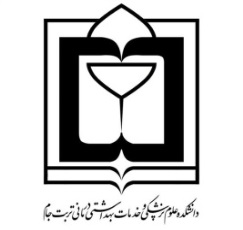 دانشکده علوم پزشکی و خدمات بهداشتی درمانی تربت جام